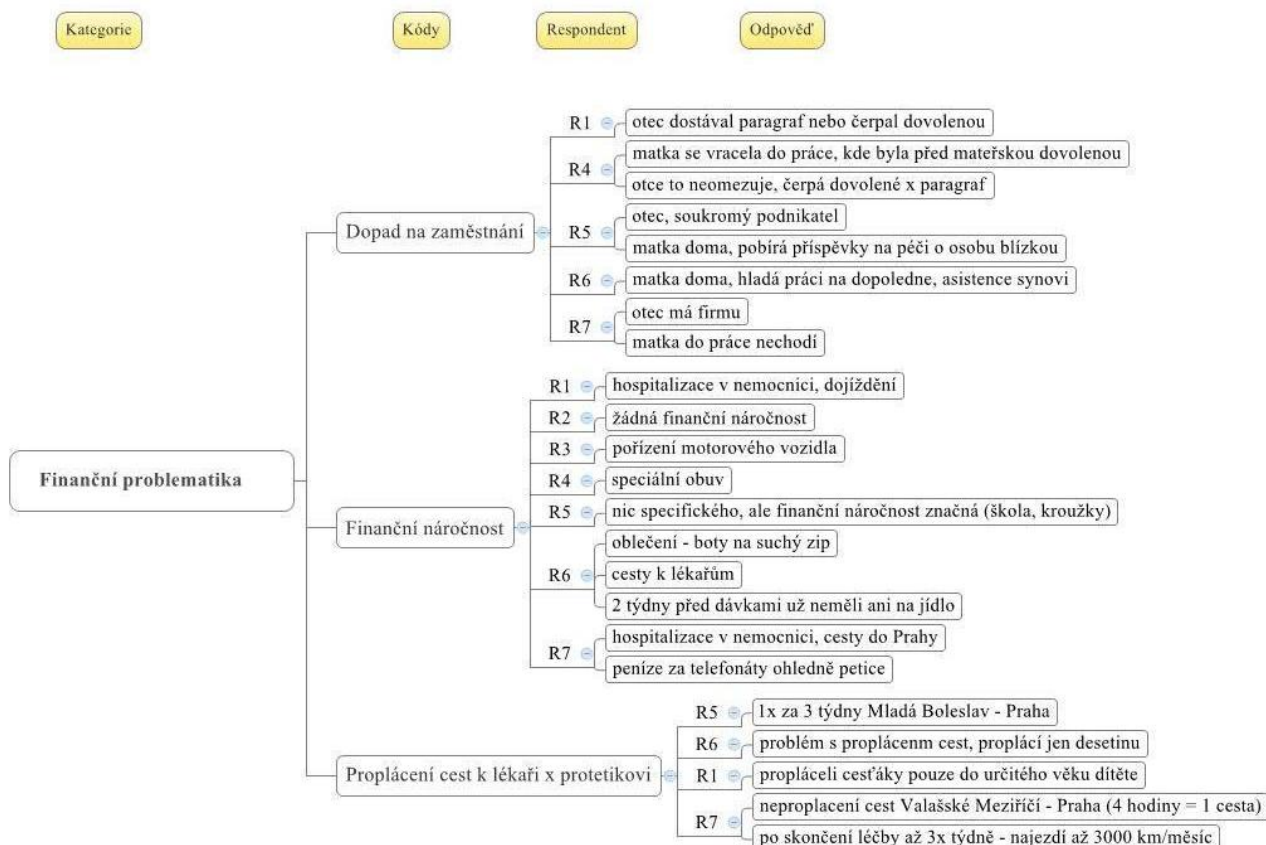 Kategorie
Kódy
Respondent
Odpověď
R1
otec dostával paragraf nebo čerpal dovolenou
R4
matka se vracela do práce, kde byla před mateřskou dovolenou
otce to neomezuje, čerpá dovolené x paragraf
Dopad na zaměstnání
R5
otec, soukromý podnikatel
matka doma, pobírá příspěvky na péči o osobu blízkou
R6
matka doma, hladá práci na dopoledne, asistence synovi
R7
otec má firmu
matka do práce nechodí
Finanční problematika
Finanční náročnost
R1
hospitalizace v nemocnici, dojíždění
R2
žádná finanční náročnost
R3
pořízení motorového vozidla
R4
speciální obuv
R5
nic specifického, ale finanční náročnost značná (škola, kroužky)
R6
oblečení - boty na suchý zip
cesty k lékařům
2 týdny před dávkami už neměli ani na jídlo
R7
hospitalizace v nemocnici, cesty do Prahy
peníze za telefonáty ohledně petice
Proplácení cest k lékaři x protetikovi
R5
1x za 3 týdny Mladá Boleslav - Praha
R6
problém s proplácenm cest, proplácí jen desetinu
R1
propláceli cesťáky pouze do určitého věku dítěte
R7
neproplacení cest Valašské Meziříčí - Praha (4 hodiny = 1 cesta)
po skončení léčby až 3x týdně - najezdí až 3000 km/měsíc